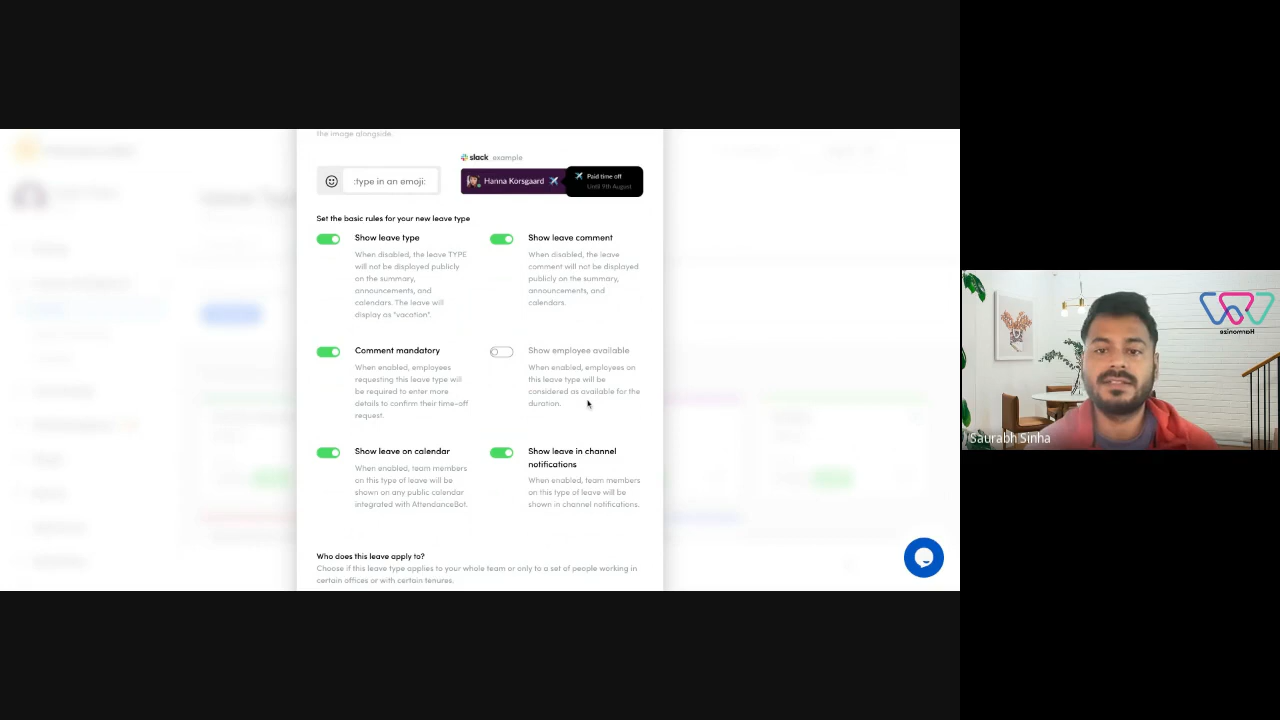 the image alongside.
slack example
:type in an emoji:
Hanna Korsgaard
Paid time off
Until 9th August
Set the basic rules for your new leave type
Show leave type
When disabled, the leave TYPE
will not be displayed publicly
on the summary,
announcements, and
calendars. The leave will
display as "vacation".
Show leave comment
When disabled, the leave
comment will not be displayed
publicly on the summary,
announcements, and
calendars.
Comment mandatory
When enabled, employees
requesting this leave type will
be required to enter more
details to confirm their time-off
request.
Show employee available
When enabled, employees on
this leave type will be
considered as available for the
duration.
Show leave on calendar
When enabled, team members
on this type of leave will be
shown on any public calendar
integrated with AttendanceBot.
Show leave in channel
notifications
When enabled, team members
on this type of leave will be
shown in channel notifications.
Who does this leave apply to?
Choose if this leave type applies to your whole team or only to a set of people working in
certain offices or with certain tenures.
Harmonize
Saurabh Sinha